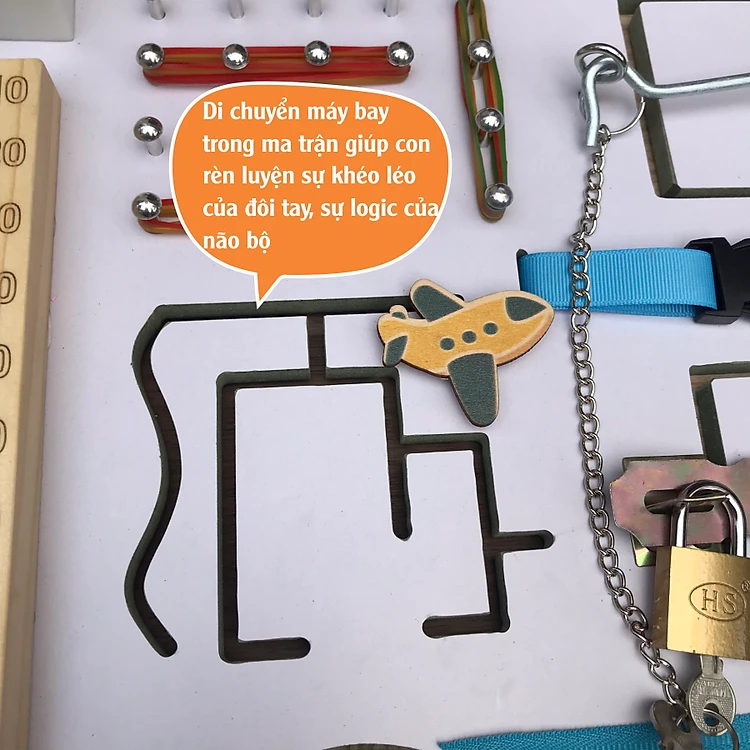 Di chuyển máy bay
trong ma trận giúp con
rèn luyện sự khéo léo
của đôi tay, sự logic của
não bộ
HS